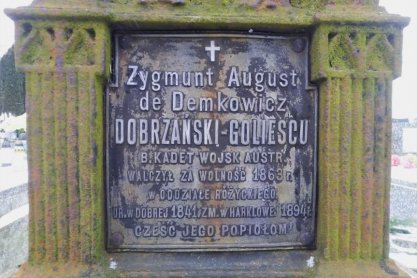 Zygmunt August
de Demkowicz
DOBRZAŃSKI-GOLIESCU
B. KADET WOJSK AUSTR.,
WALCZYŁ ZA WOLNOŚĆ 1863 R.
W ODDZIALE RÓŻYCKIEGO
UR. W DOBREJ 1841, ZM. W HARKLOWEJ 1894 R.
CZEŚĆ JEGO POPIOŁOM